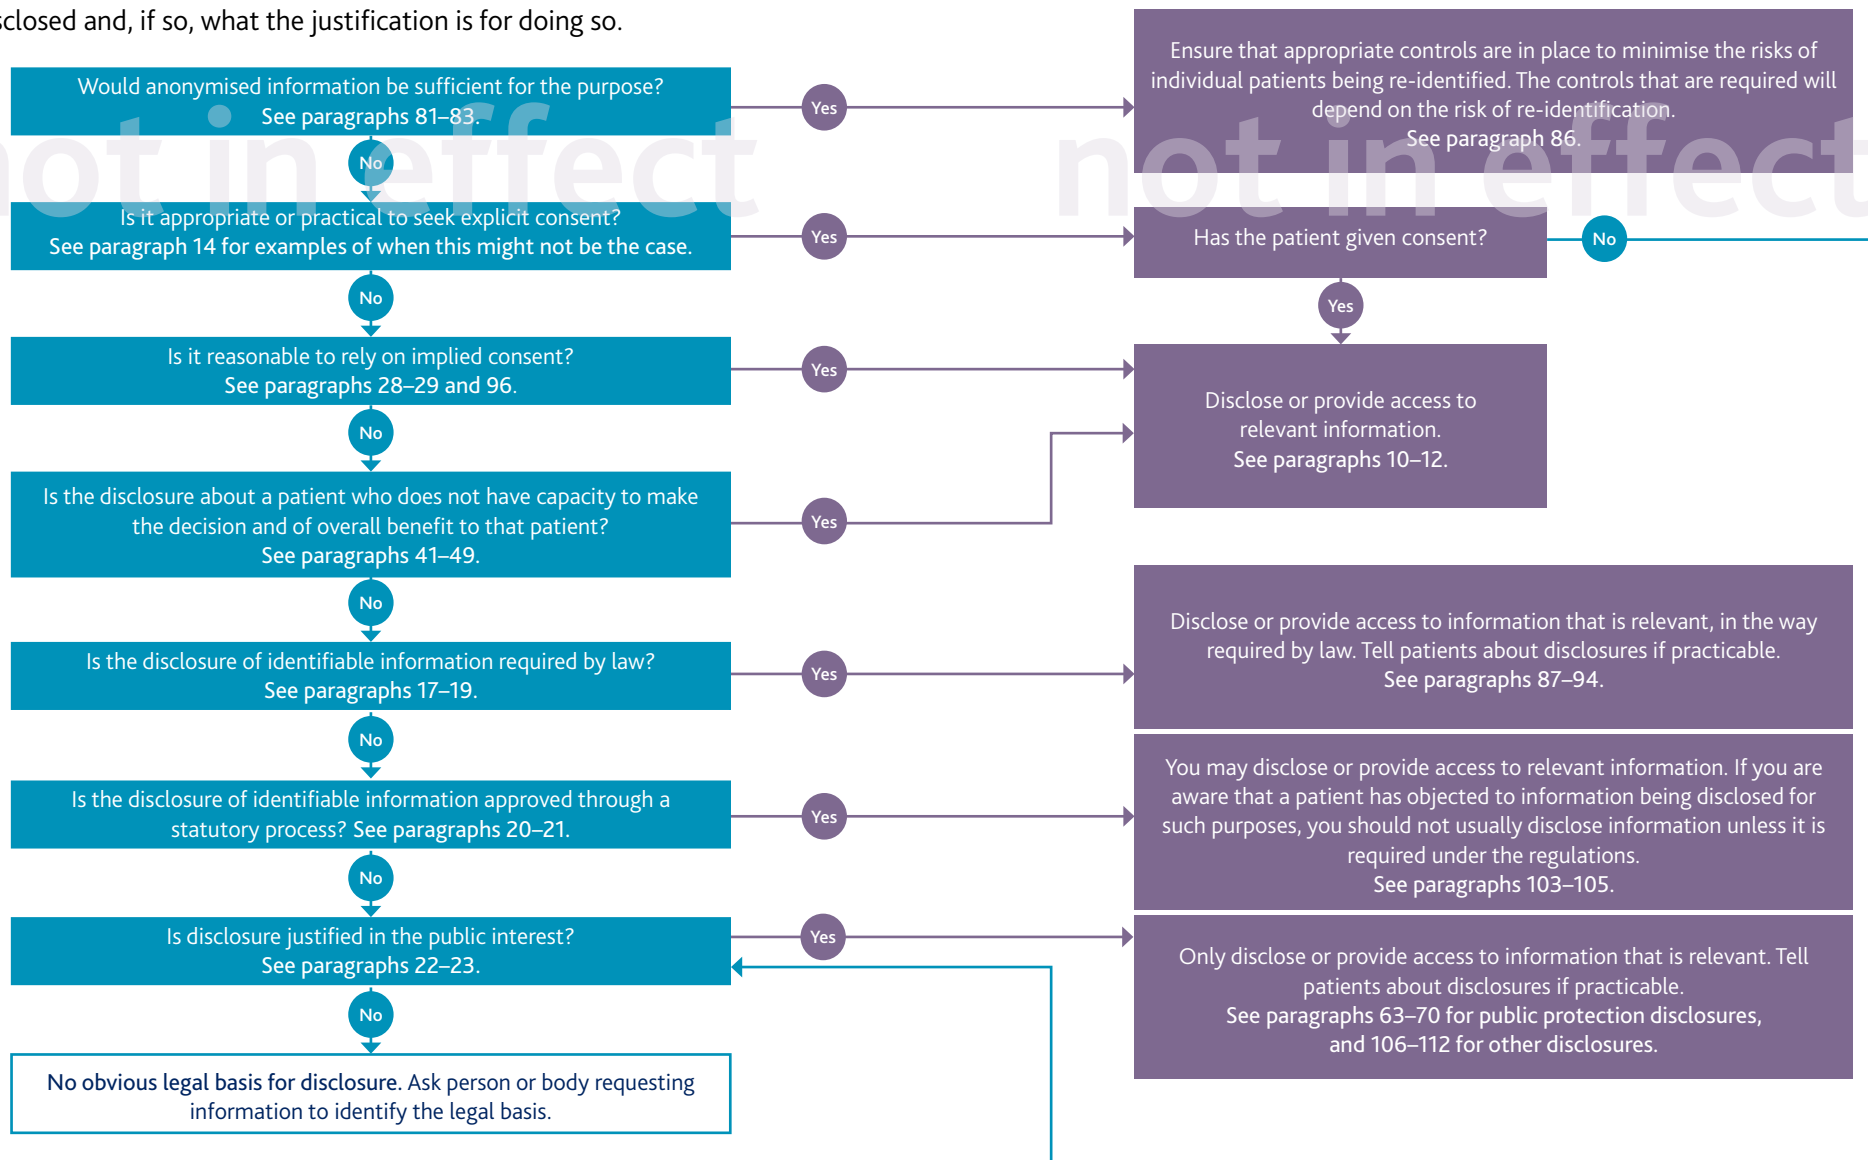 sclosed and, if so, what the justification is for doing so.
Would anonymised information be sufficient for the purpose?
See paragraphs 81–83.
Yes
Ensure that appropriate controls are in place to minimise the risks of
individual patients being re-identified. The controls that are required will
depend on the risk of re-identification.
See paragraph 86.
not in effect
not in effect
No
Is it appropriate or practical to seek explicit consent?
See paragraph 14 for examples of when this might not be the case.
Yes
Has the patient given consent?
No
Yes
No
Is it reasonable to rely on implied consent?
See paragraphs 28–29 and 96.
Yes
Disclose or provide access to
relevant information.
See paragraphs 10–12.
No
Is the disclosure about a patient who does not have capacity to make
the decision and of overall benefit to that patient?
See paragraphs 41–49.
Yes
No
Is the disclosure of identifiable information required by law?
See paragraphs 17–19.
Yes
Disclose or provide access to information that is relevant, in the way
required by law. Tell patients about disclosures if practicable.
See paragraphs 87–94.
No
Is the disclosure of identifiable information approved through a
statutory process? See paragraphs 20–21.
Yes
You may disclose or provide access to relevant information. If you are
aware that a patient has objected to information being disclosed for
such purposes, you should not usually disclose information unless it is
required under the regulations.
See paragraphs 103–105.
No
Is disclosure justified in the public interest?
See paragraphs 22–23.
Yes
Only disclose or provide access to information that is relevant. Tell
patients about disclosures if practicable.
See paragraphs 63–70 for public protection disclosures,
and 106–112 for other disclosures.
No
No obvious legal basis for disclosure. Ask person or body requesting
information to identify the legal basis.